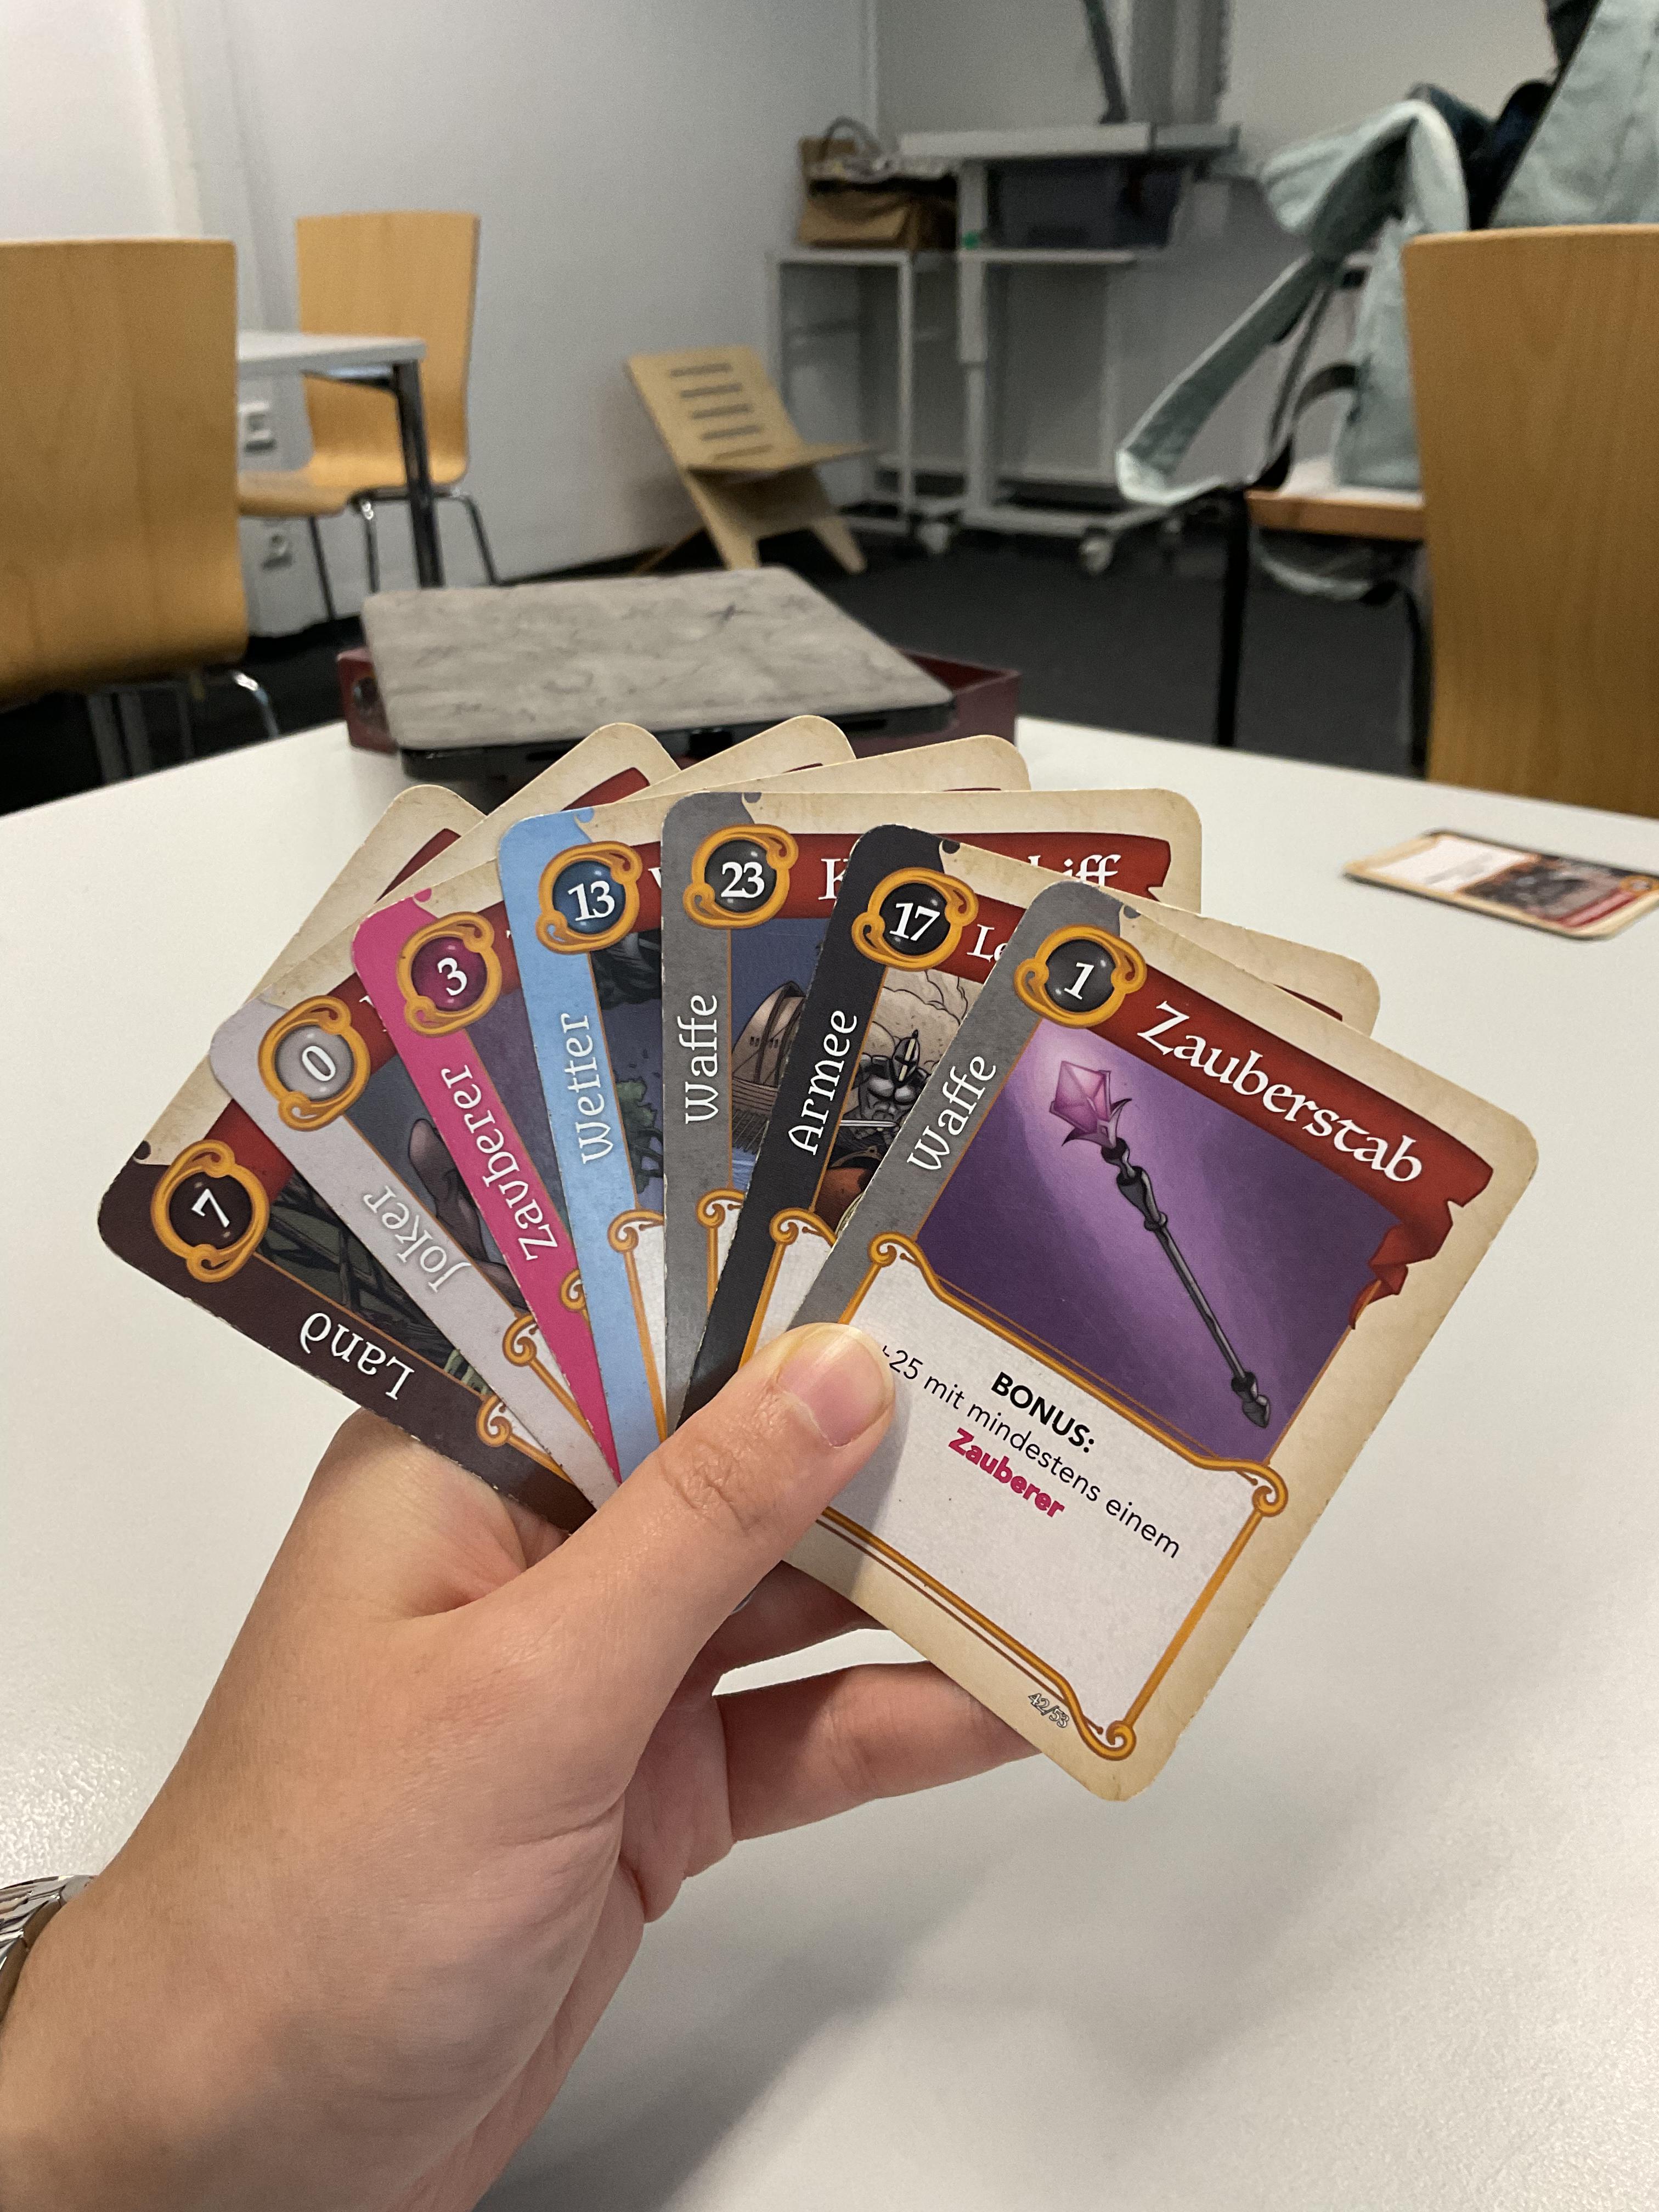 7
Land
0
Joker
3
Zauberer
13
Wetter
23
Waffe
17
Armee
1
Zauberstab
Waffe
BONUS:
25 mit mindestens einem
Zauberer
42/53